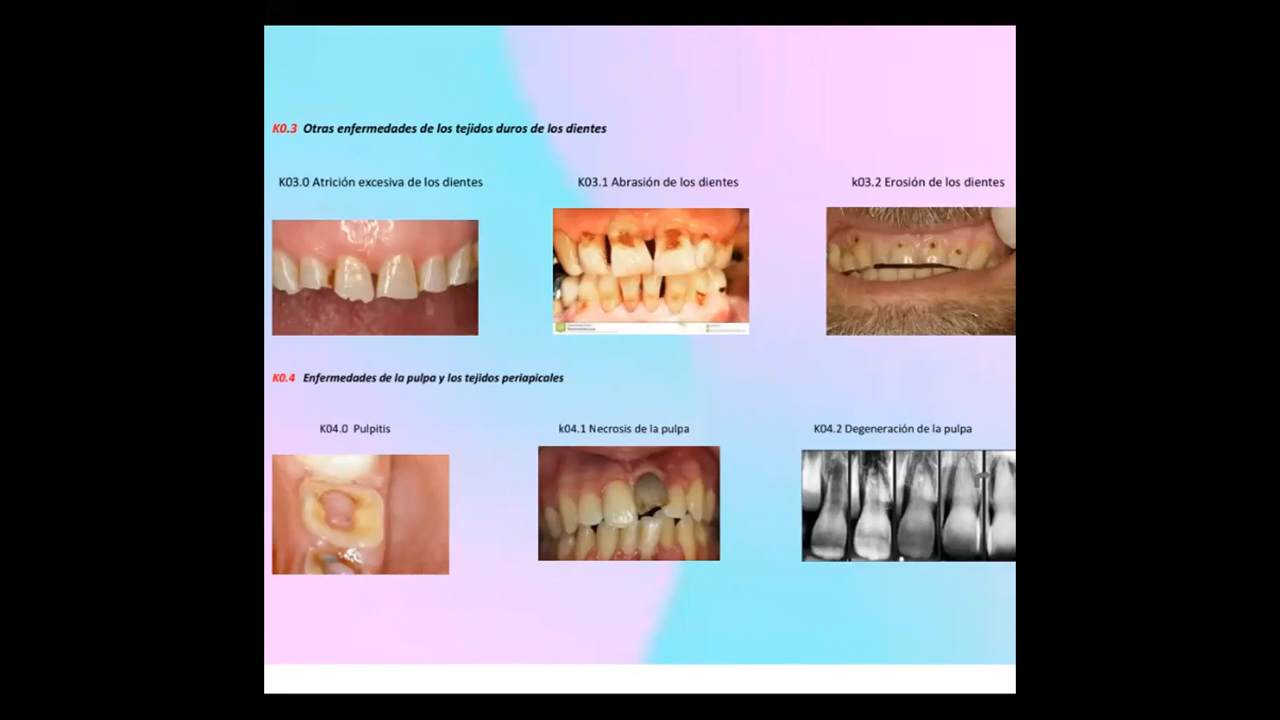 K0.3 Otras enfermedades de los tejidos duros de los dientes
K03.0 Atrición excesiva de los dientes
K03.1 Abrasión de los dientes
k03.2 Erosión de los dientes
K0.4 Enfermedades de la pulpa y los tejidos periapicales
K04.0 Pulpitis
k04.1 Necrosis de la pulpa
K04.2 Degeneración de la pulpa